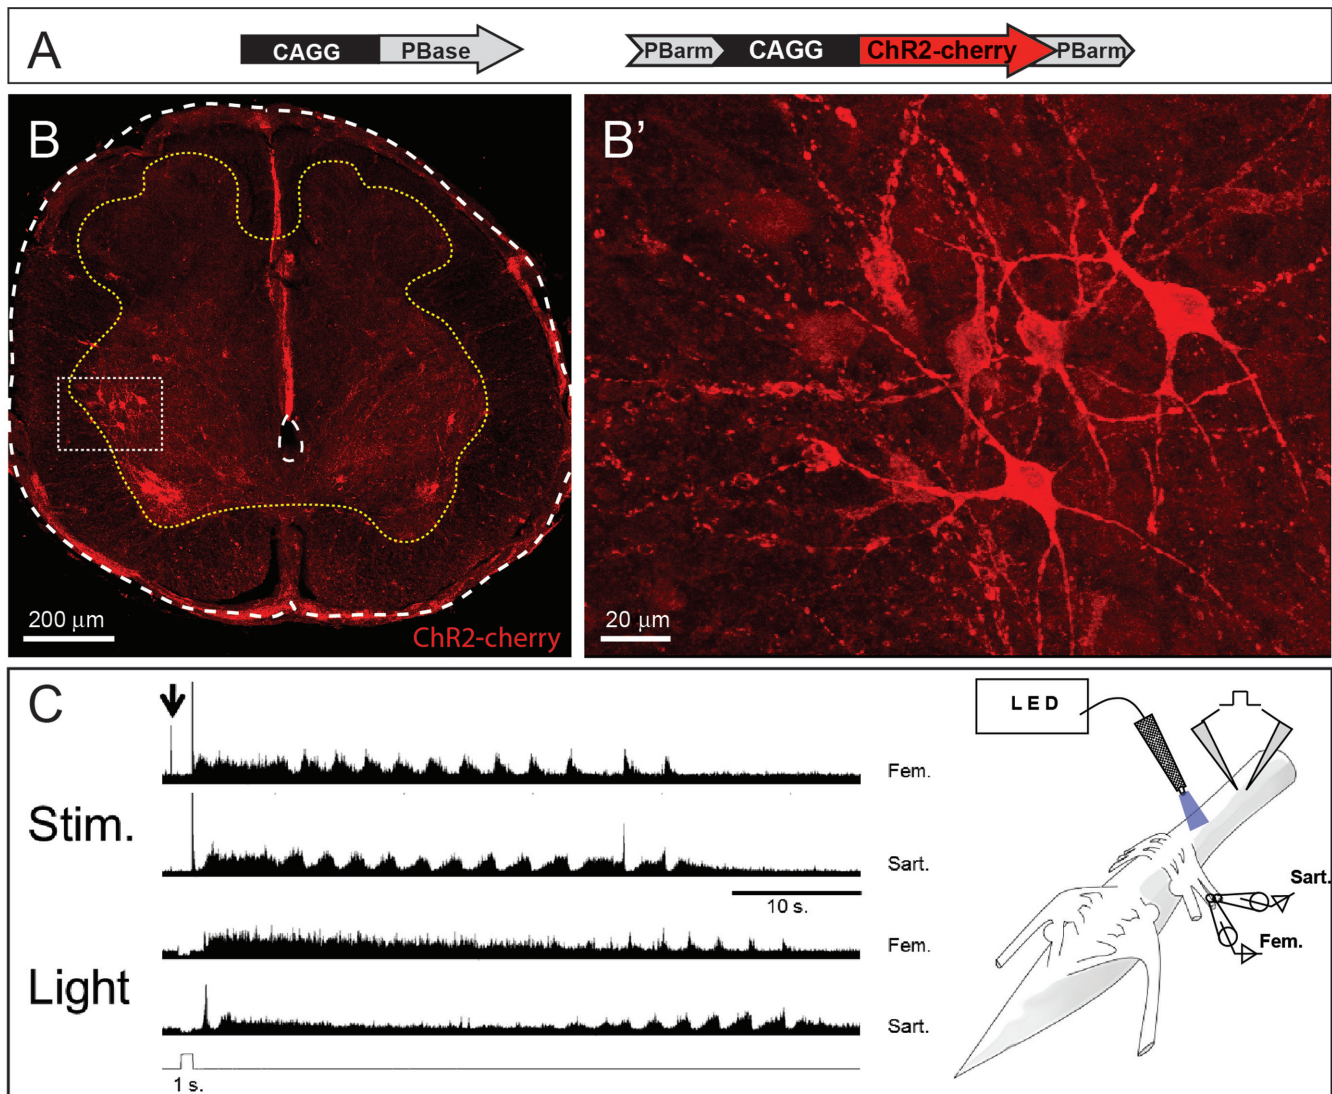 A
CAGG
PBase
PBarm
CAGG
ChR2-cherry
PBarm
B
200 µm
ChR2-cherry
B’
20 µm
C
Stim.
Fem.
Sart.
10 s.
Light
Fem.
Sart.
1 s.
LED
Sart.
Fem.